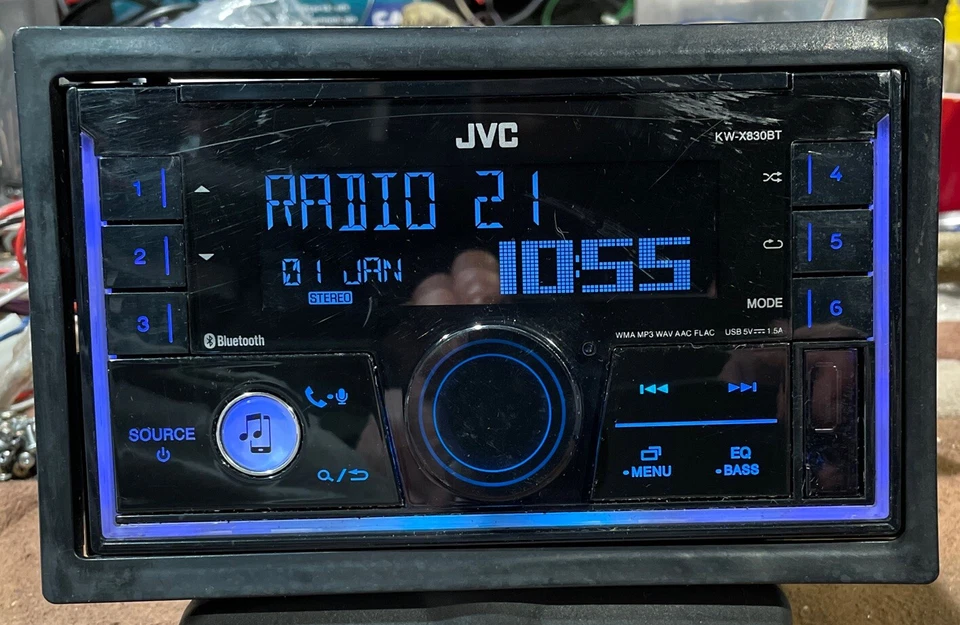 JVC
KW-X830BT
1
2
3
RADIO 21
01 JAN
10:55
STEREO
4
5
MODE
6
Bluetooth
WMA MP3 WAV AAC FLAC USB 5V 1.5A
SOURCE
MENU
EQ
BASS